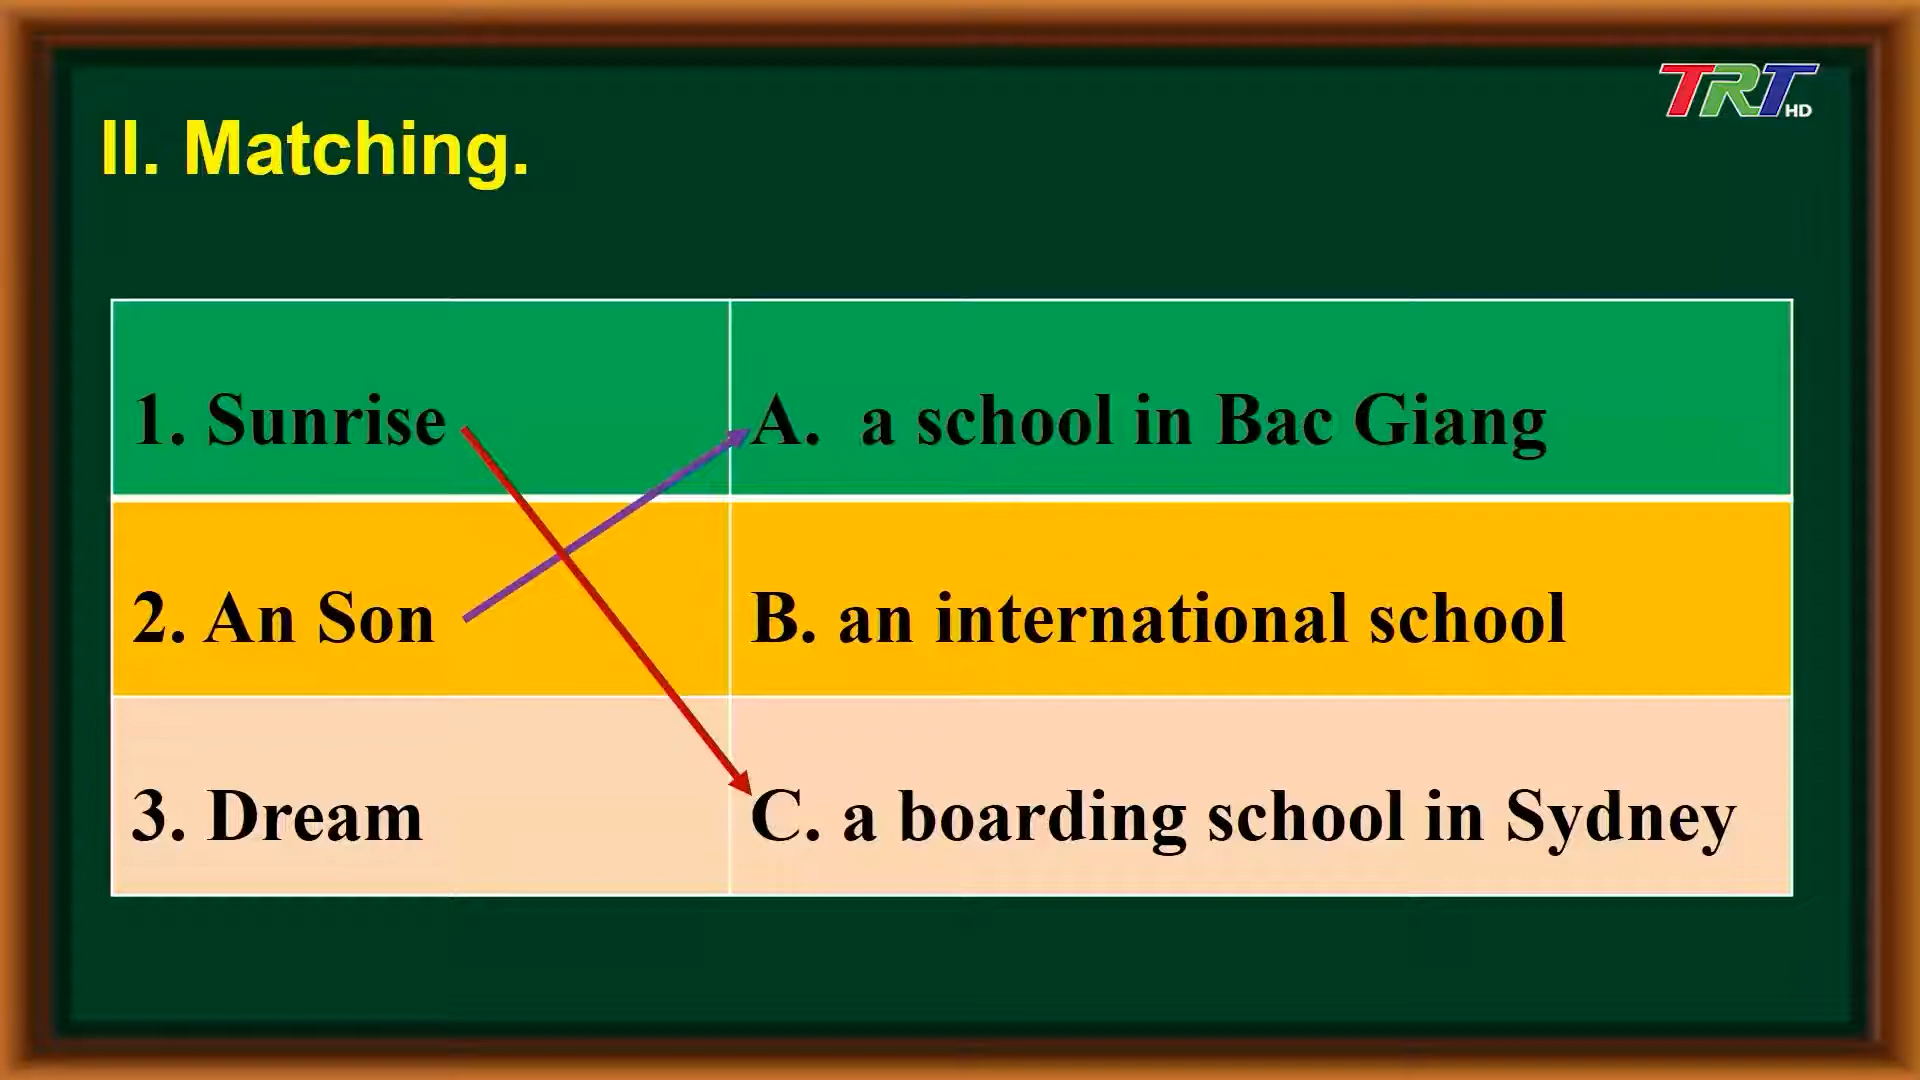 TRT HD
II. Matching.
1. Sunrise
A. a school in Bac Giang
2. An Son
B. an international school
3. Dream
C. a boarding school in Sydney